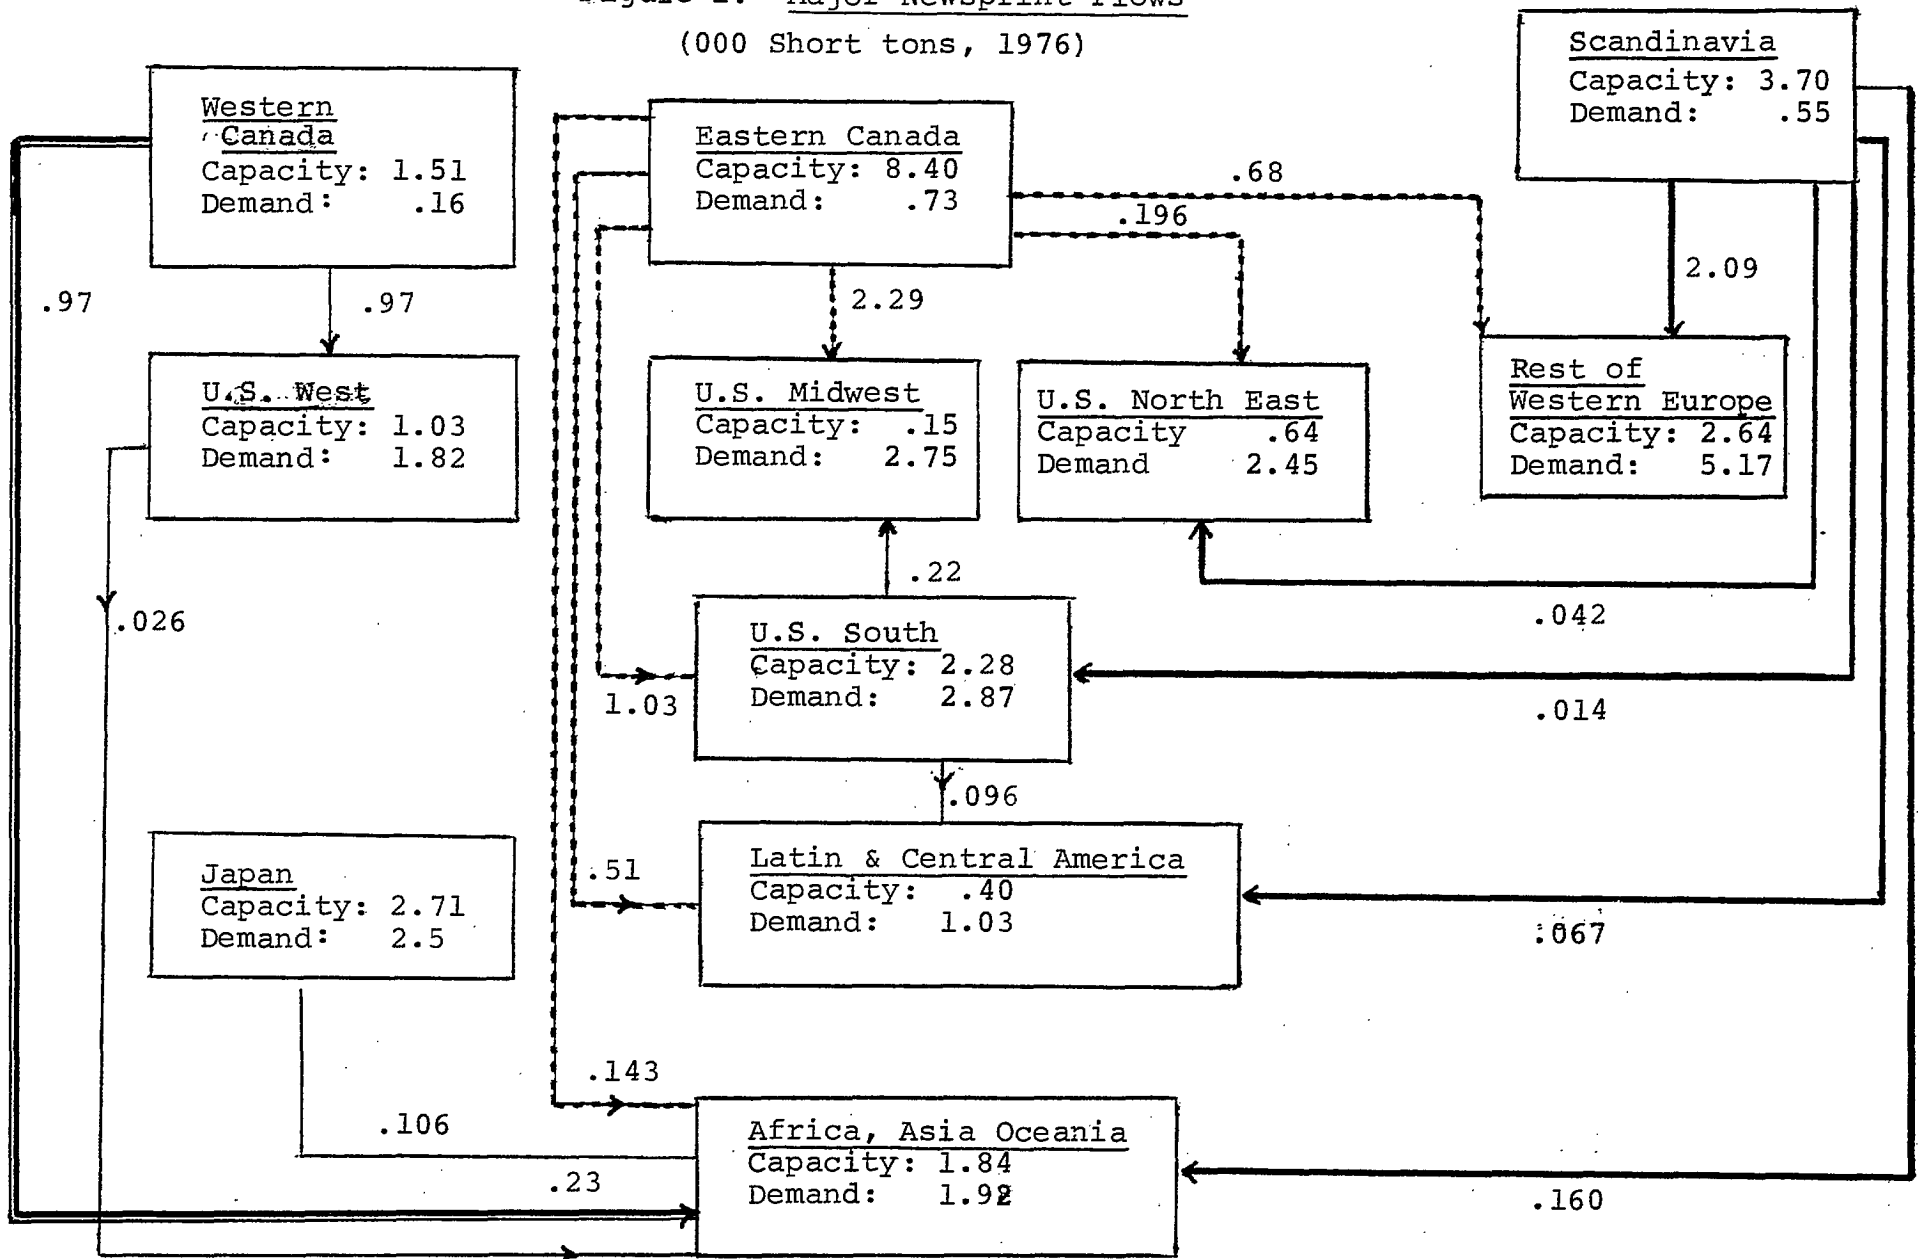 Figure 2. Major Newsprint Flows
(000 Short tons, 1976)
Scandinavia
Capacity: 3.70
Demand: .55
Western
Canada
Capacity: 1.51
Demand: .16
Eastern Canada
Capacity: 8.40
Demand: .73
.68
.196
2.09
.97
.97
2.29
U.S. West
Capacity: 1.03
Demand: 1.82
U.S. Midwest
Capacity: .15
Demand: 2.75
U.S. North East
Capacity .64
Demand 2.45
Rest of
Western Europe
Capacity: 2.64
Demand: 5.17
.22
.026
.042
U.S. South
Capacity: 2.28
Demand: 2.87
1.03
.014
.096
Japan
Capacity: 2.71
Demand: 2.5
.51
Latin & Central America
Capacity: .40
Demand: 1.03
.067
.143
.106
.23
Africa, Asia Oceania
Capacity: 1.84
Demand: 1.92
.160